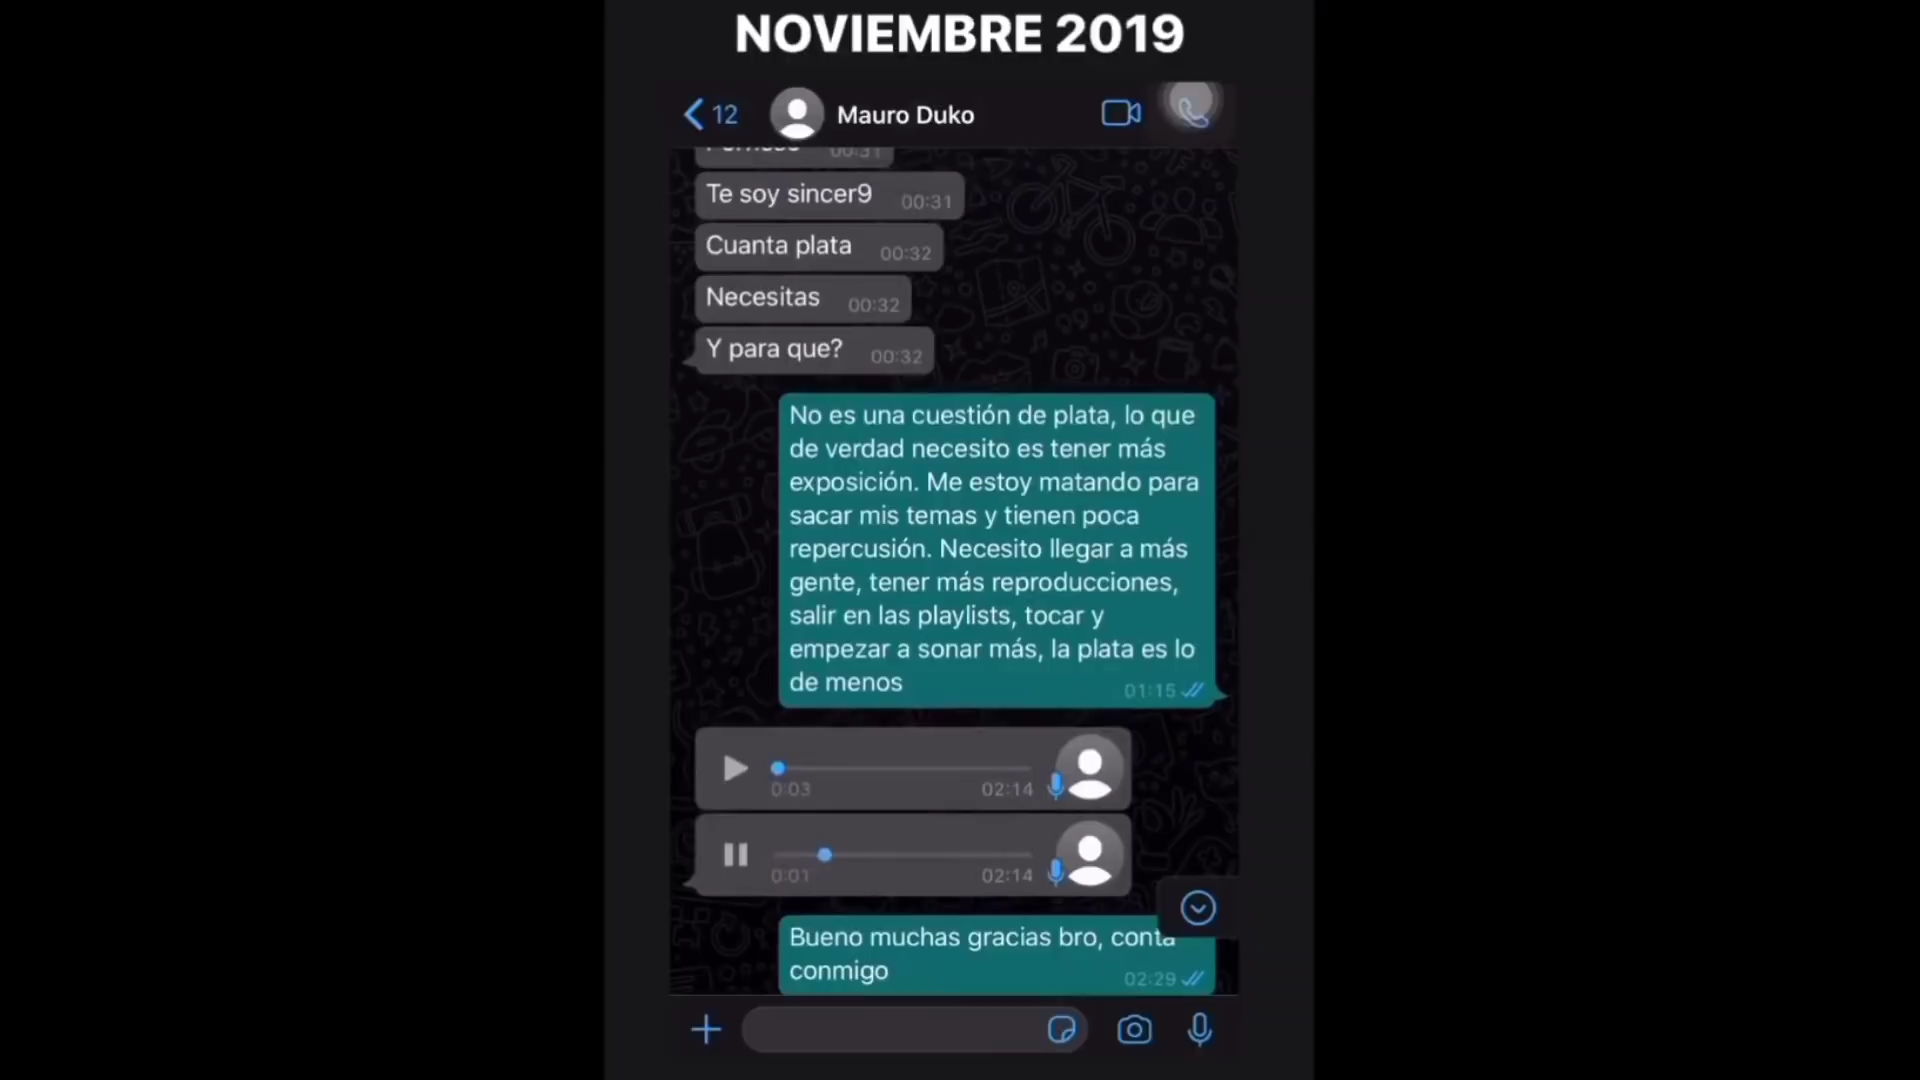 NOVIEMBRE 2019
12
Mauro Duko
00:31
Te soy sincer9 00:31
Cuanta plata 00:32
Necesitas 00:32
Y para que? 00:32
No es una cuestión de plata, lo que
de verdad necesito es tener más
exposición. Me estoy matando para
sacar mis temas y tienen poca
repercusión. Necesito llegar a más
gente, tener más reproducciones,
salir en las playlists, tocar y
empezar a sonar más, la plata es lo
de menos 01:15
0:03 02:14
0:01 02:14
Bueno muchas gracias bro, conta
conmigo 02:29